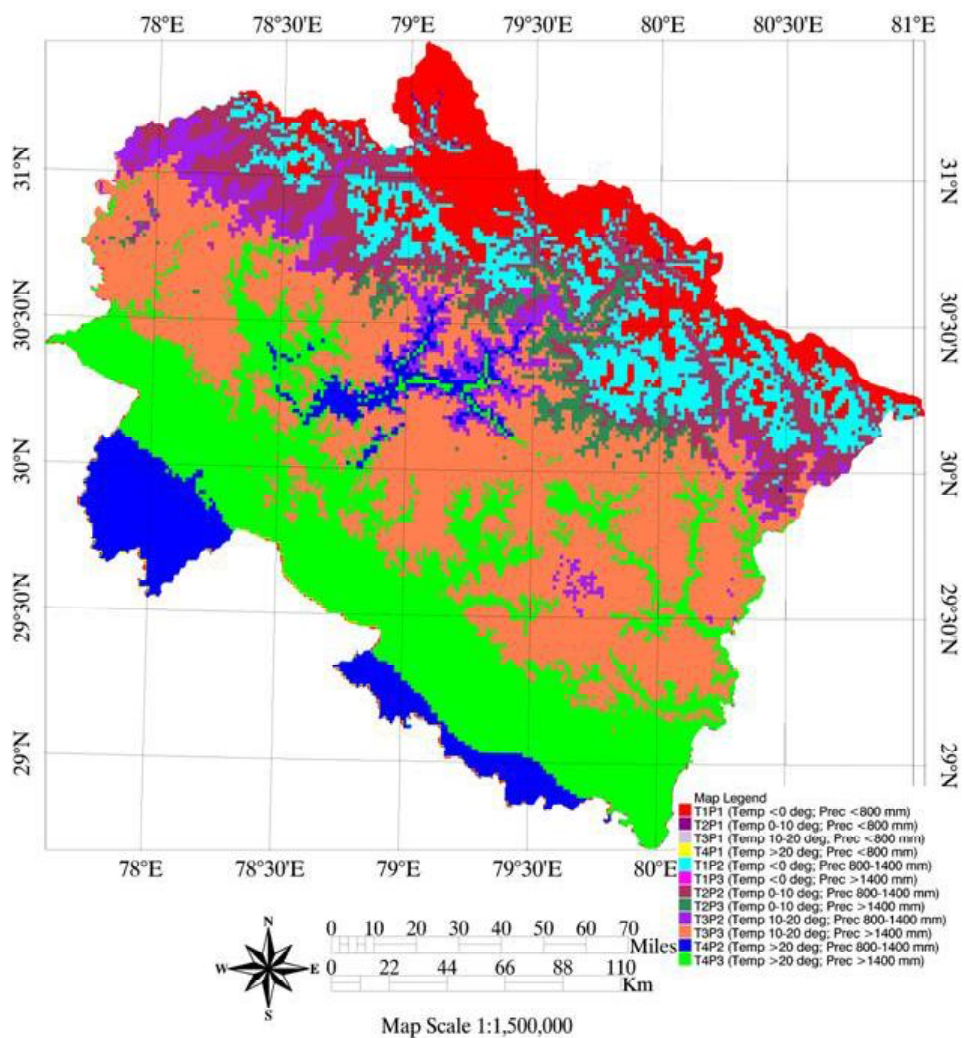 78°E 78°30'E 79°E 79°30'E 80°E 80°30'E 81°E
31°N 31°N
30°30'N 30°30'N
30°N 30°N
29°30'N 29°30'N
29°N 29°N
78°E 78°30'E 79°E 79°30'E 80°E
Map Legend
T1P1 (Temp <0 deg; Prec <800 mm)
T2P1 (Temp 0-10 deg; Prec <800 mm)
T3P1 (Temp 10-20 deg; Prec <800 mm)
T4P1 (Temp >20 deg; Prec <800 mm)
T1P2 (Temp <0 deg; Prec 800-1400 mm)
T1P3 (Temp <0 deg; Prec >1400 mm)
T2P2 (Temp 0-10 deg; Prec 800-1400 mm)
T2P3 (Temp 0-10 deg; Prec >1400 mm)
T3P2 (Temp 10-20 deg; Prec 800-1400 mm)
T3P3 (Temp 10-20 deg; Prec >1400 mm)
T4P2 (Temp >20 deg; Prec 800-1400 mm)
T4P3 (Temp >20 deg; Prec >1400 mm)
N
W E
S
0 5 10 20 30 40 50 60 70
Miles
0 22 44 66 88 110
Km
Map Scale 1:1,500,000